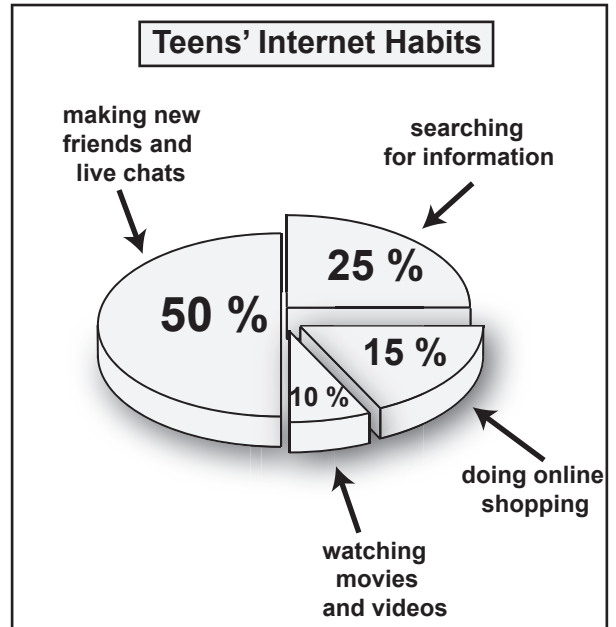 Teens’ Internet Habits
making new
friends and
live chats
searching
for information
50 %
25 %
15 %
10 %
doing online
shopping
watching
movies
and videos